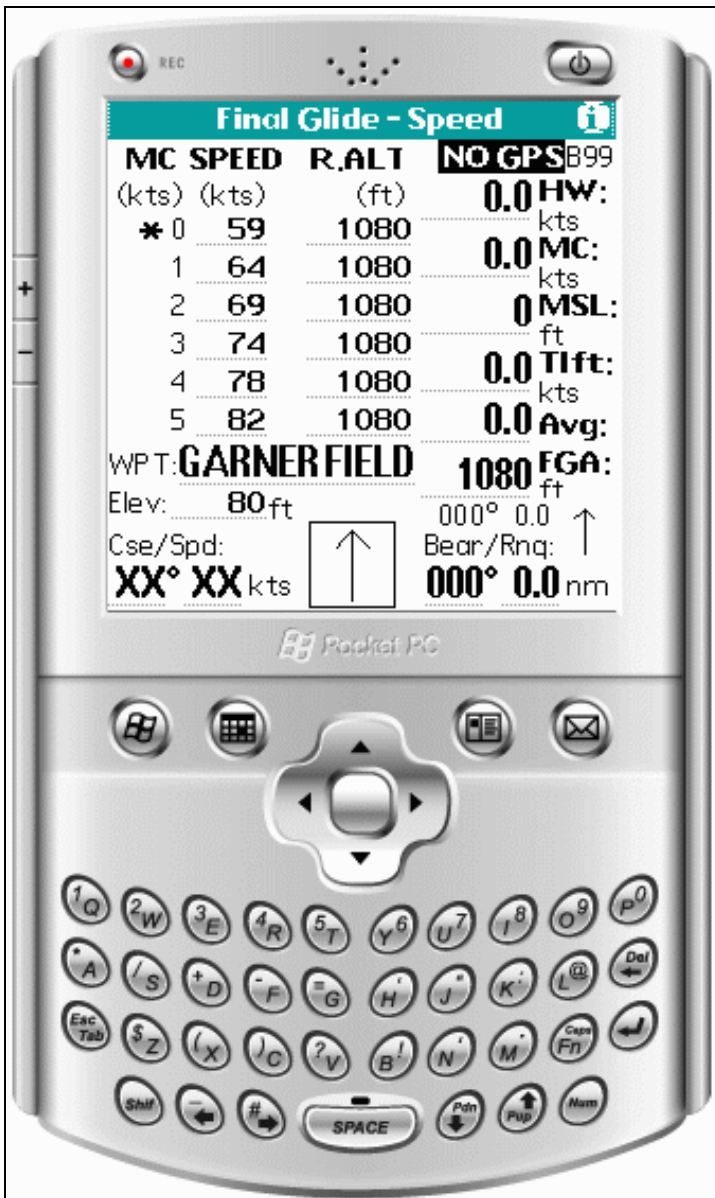 REC
Final Glide - Speed i
MC SPEED R.ALT NO GPS B99
(kts) (kts) (ft) 0.0 HW:
kts
* 0 59 1080
0.0 MC:
1 64 1080 kts
2 69 1080 0 MSL:
ft
3 74 1080
0.0 Tlft:
4 78 1080 kts
5 82 1080 0.0 Avg:
WPT: GARNER FIELD 1080 FGA:
ft
Elev: 80 ft
000° 0.0
Cse/Spd: Bear/Rng:
XX° XX kts 000° 0.0 nm
Pocket PC
+
-
1 Q 2 W 3 E 4 R 5 T Y 6 U 7 I 8 O 9 P 0
* A / S + D - F = G H ' J " K : L @ Del
Esc Tab $ Z ( X ) C ? V B ! N ' M . Caps Fn
Shif _ # SPACE Pdn Pup Num